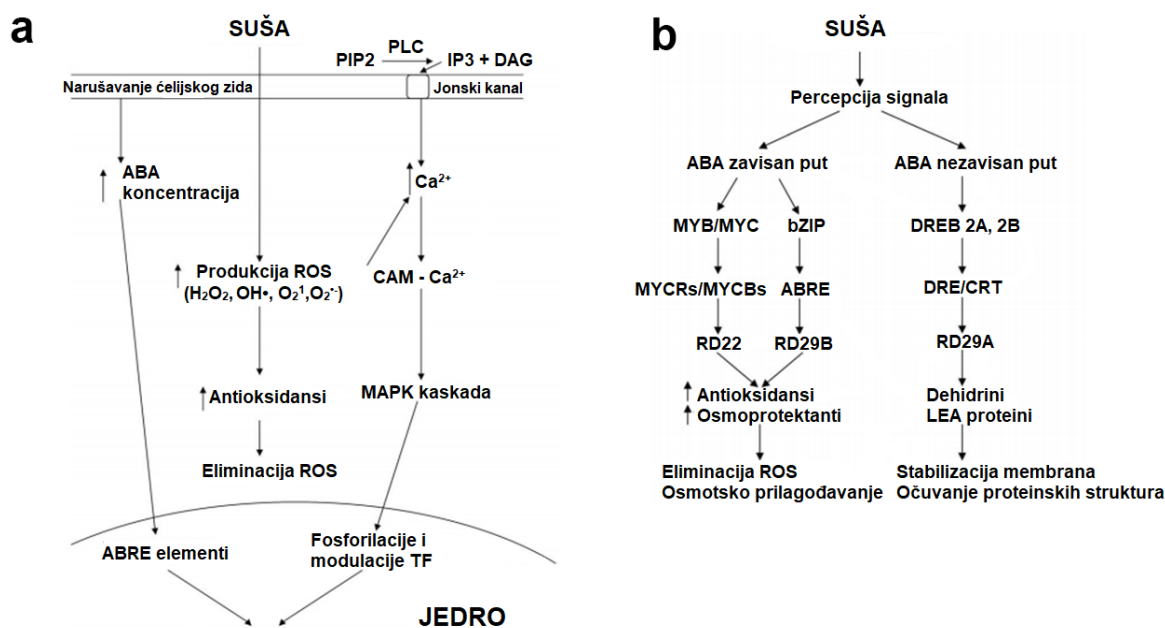 a
SUŠA
PLC
PIP2
IP3 + DAG
Narušavanje ćelijskog zida
Jonski kanal
ABA
koncentracija
Ca²⁺
Produkcija ROS
(H₂O₂, OH•, O₂¹,O₂•-)
CAM - Ca²⁺
Antioksidansi
MAPK kaskada
Eliminacija ROS
ABRE elementi
Fosforilacije i
modulacije TF
JEDRO
b
SUŠA
Percepcija signala
ABA zavisan put
ABA nezavisan put
MYB/MYC
bZIP
DREB 2A, 2B
MYCRs/MYCBs
ABRE
DRE/CRT
RD22
RD29B
RD29A
Antioksidansi
Osmoprotektanti
Dehidrini
LEA proteini
Eliminacija ROS
Osmotsko prilagođavanje
Stabilizacija membrana
Očuvanje proteinskih struktura